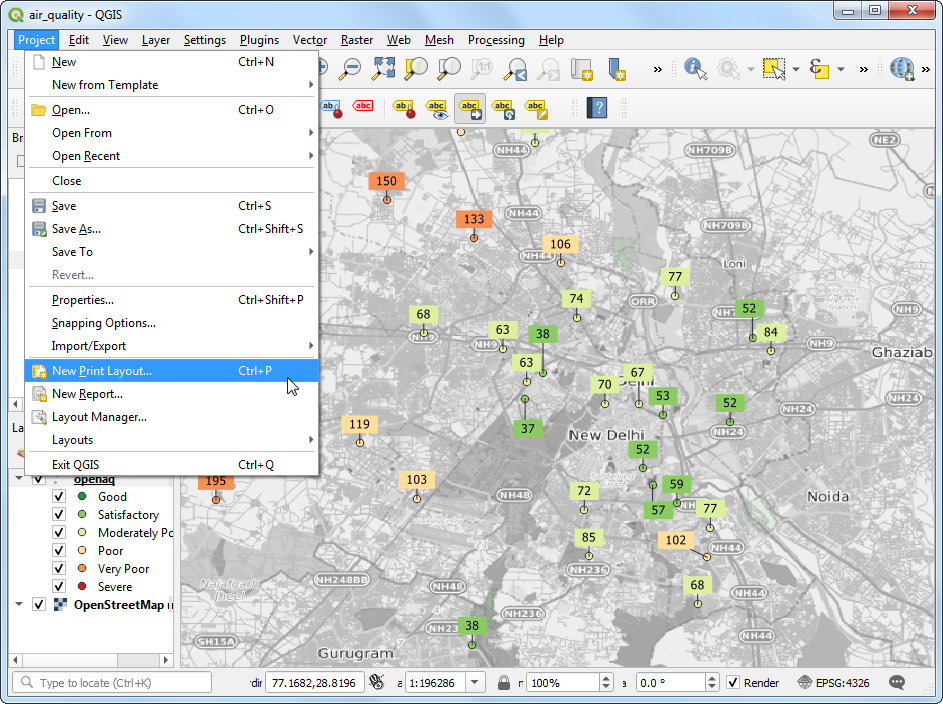 air_quality - QGIS
Project Edit View Layer Settings Plugins Vector Raster Web Mesh Processing Help
New Ctrl+N
New from Template
Open... Ctrl+O
Open From
Open Recent
Close
Save Ctrl+S
Save As... Ctrl+Shift+S
Save To
Revert...
Properties... Ctrl+Shift+P
Snapping Options...
Import/Export
New Print Layout... Ctrl+P
New Report...
Layout Manager...
Layouts
Exit QGIS Ctrl+Q
ab abc ab abc abc abc abc
Br
La
openaq
Good
Satisfactory
Moderately Po
Poor
Very Poor
Severe
OpenStreetMap
NH44
NH709B
NE2
150
133
NH44
NH709B
106
NH44
Loni
77
ORR
74
52
NH9
68
63
38
84
NH9
NH9
NH9
Ghaziab
63
67
70
Delhi
53
52
NH24
NH24
119
37
New Delhi
NH24
52
103
195
72
59
77
NH48
57
Noida
85
102
NH44
NH236
NH248BB
NH48
68
NH44
NH236
38
SH15A
NH44
Gurugram
Type to locate (Ctrl+K)
77.1682,28.8196
1:196286
100%
0.0 °
Render
EPSG:4326